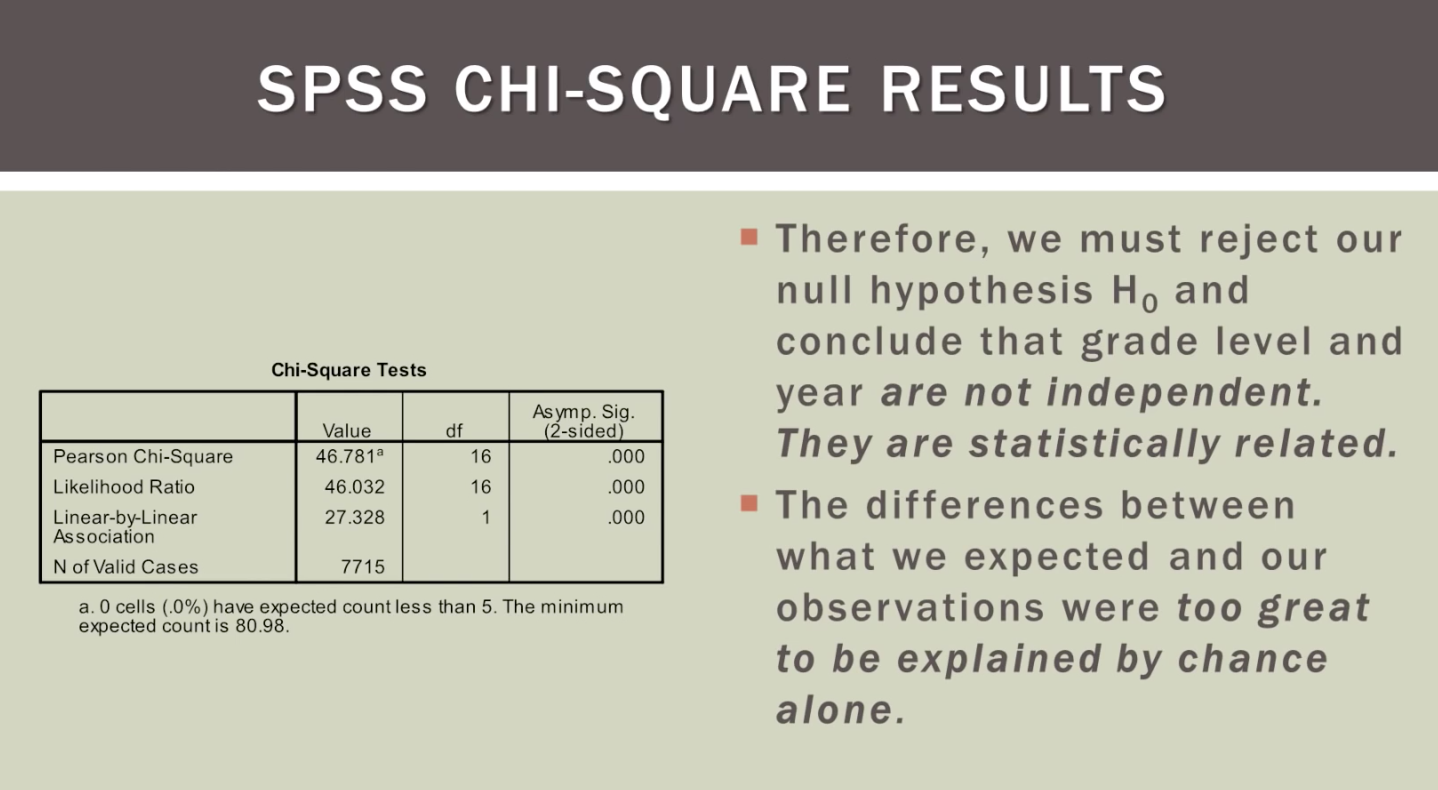 SPSS CHI-SQUARE RESULTS
Chi-Square Tests
Value df Asymp. Sig. (2-sided)
Pearson Chi-Square 46.781ª 16 .000
Likelihood Ratio 46.032 16 .000
Linear-by-Linear Association 27.328 1 .000
N of Valid Cases 7715
a. 0 cells (.0%) have expected count less than 5. The minimum
expected count is 80.98.
Therefore, we must reject our
null hypothesis H₀ and
conclude that grade level and
year are not independent.
They are statistically related.
The differences between
what we expected and our
observations were too great
to be explained by chance
alone.